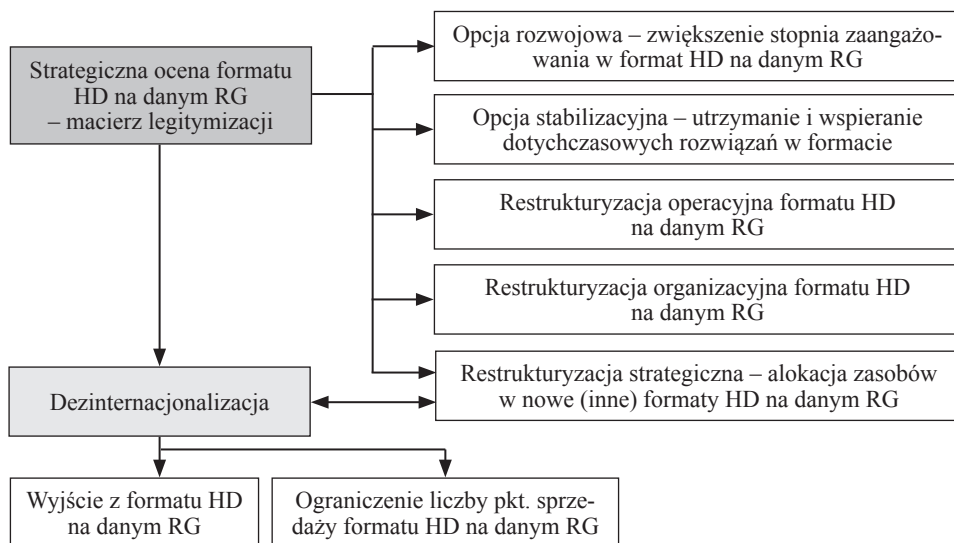 Strategiczna ocena formatu
HD na danym RG
– macierz legitymizacji
Opcja rozwojowa – zwiększenie stopnia zaangażo-
wania w format HD na danym RG
Opcja stabilizacyjna – utrzymanie i wspieranie
dotychczasowych rozwiązań w formacie
Restrukturyzacja operacyjna formatu HD
na danym RG
Restrukturyzacja organizacyjna formatu HD
na danym RG
Restrukturyzacja strategiczna – alokacja zasobów
w nowe (inne) formaty HD na danym RG
Dezinternacjonalizacja
Wyjście z formatu HD
na danym RG
Ograniczenie liczby pkt. sprze-
daży formatu HD na danym RG